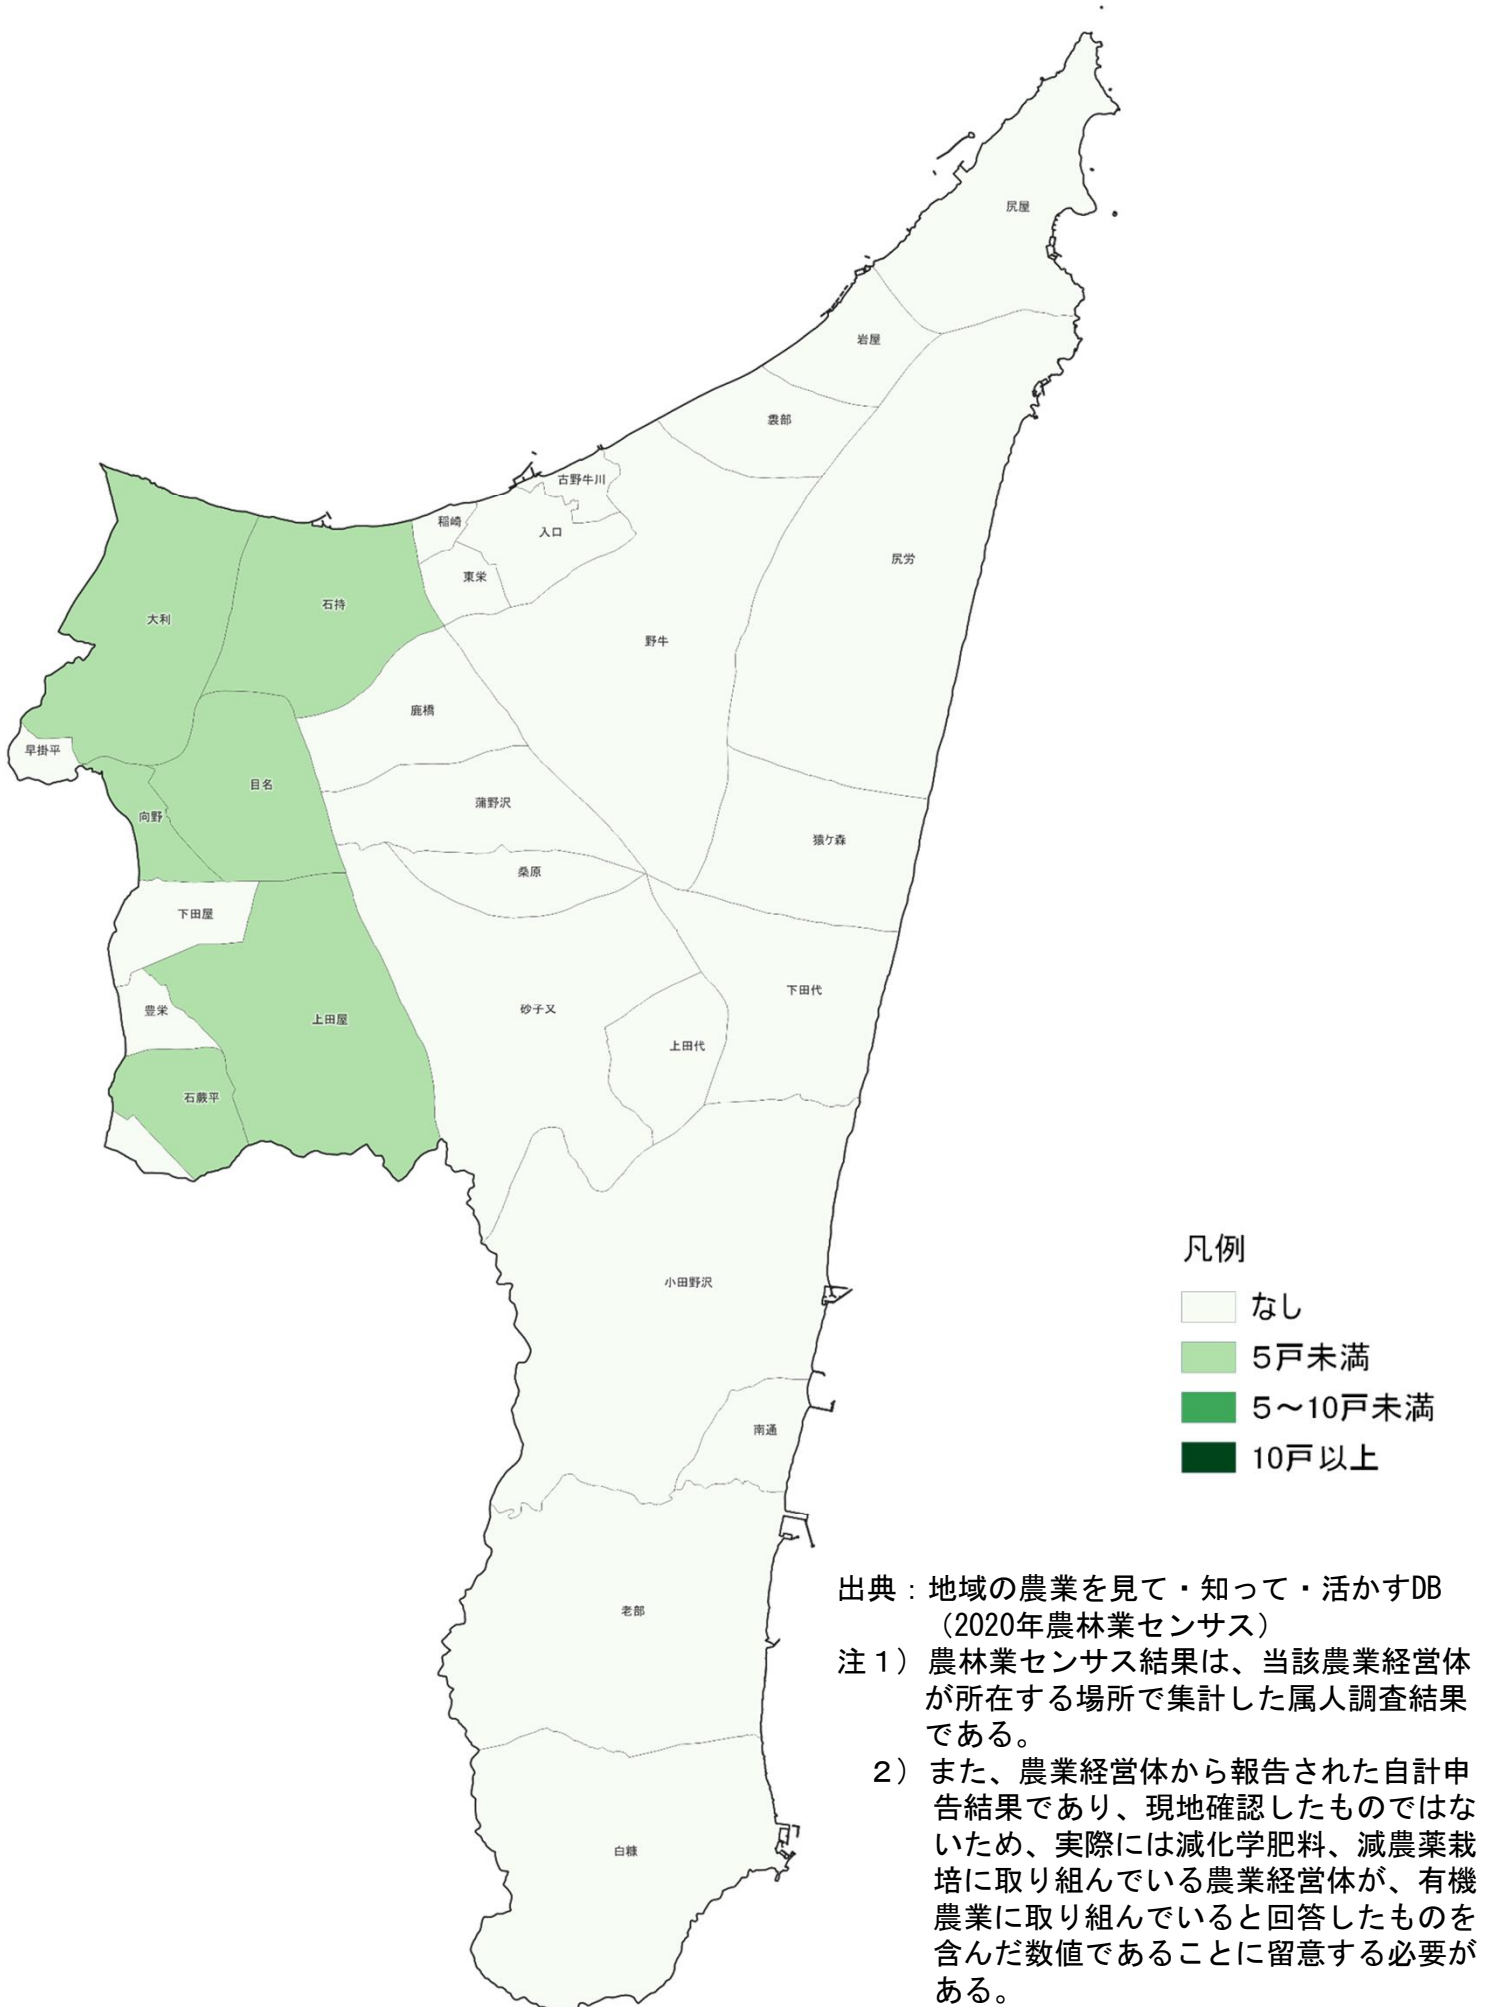 尻屋
岩屋
袰部
古野牛川
稲崎
入口
東栄
尻労
石持
大利
野牛
鹿橋
早掛平
目名
蒲野沢
向野
猿ケ森
桑原
下田屋
下田代
砂子又
豊栄
上田屋
上田代
石蕨平
小田野沢
南通
老部
白糠
凡例
なし
5戸未満
5～10戸未満
10戸以上
出典：地域の農業を見て・知って・活かすDB
（2020年農林業センサス）
注１）農林業センサス結果は、当該農業経営体
が所在する場所で集計した属人調査結果
である。
２）また、農業経営体から報告された自計申
告結果であり、現地確認したものではな
いため、実際には減化学肥料、減農薬栽
培に取り組んでいる農業経営体が、有機
農業に取り組んでいると回答したものを
含んだ数値であることに留意する必要が
ある。